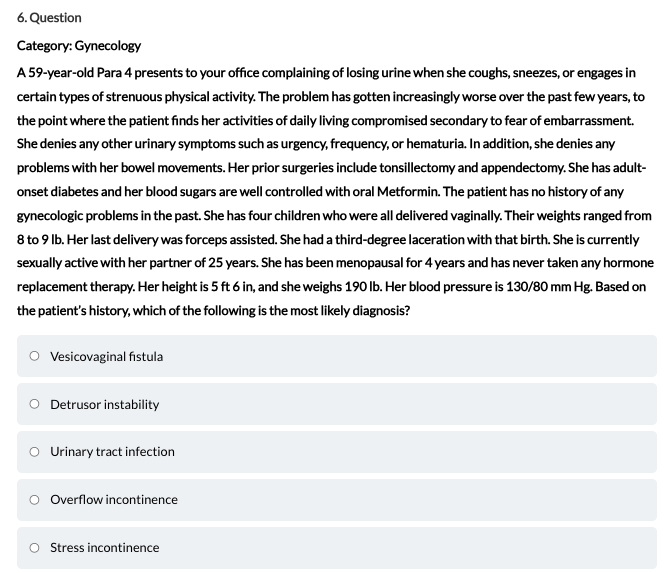 6. Question
Category: Gynecology
A 59-year-old Para 4 presents to your office complaining of losing urine when she coughs, sneezes, or engages in
certain types of strenuous physical activity. The problem has gotten increasingly worse over the past few years, to
the point where the patient finds her activities of daily living compromised secondary to fear of embarrassment.
She denies any other urinary symptoms such as urgency, frequency, or hematuria. In addition, she denies any
problems with her bowel movements. Her prior surgeries include tonsillectomy and appendectomy. She has adult-
onset diabetes and her blood sugars are well controlled with oral Metformin. The patient has no history of any
gynecologic problems in the past. She has four children who were all delivered vaginally. Their weights ranged from
8 to 9 lb. Her last delivery was forceps assisted. She had a third-degree laceration with that birth. She is currently
sexually active with her partner of 25 years. She has been menopausal for 4 years and has never taken any hormone
replacement therapy. Her height is 5 ft 6 in, and she weighs 190 lb. Her blood pressure is 130/80 mm Hg. Based on
the patient's history, which of the following is the most likely diagnosis?
Vesicovaginal fistula
Detrusor instability
Urinary tract infection
Overflow incontinence
Stress incontinence